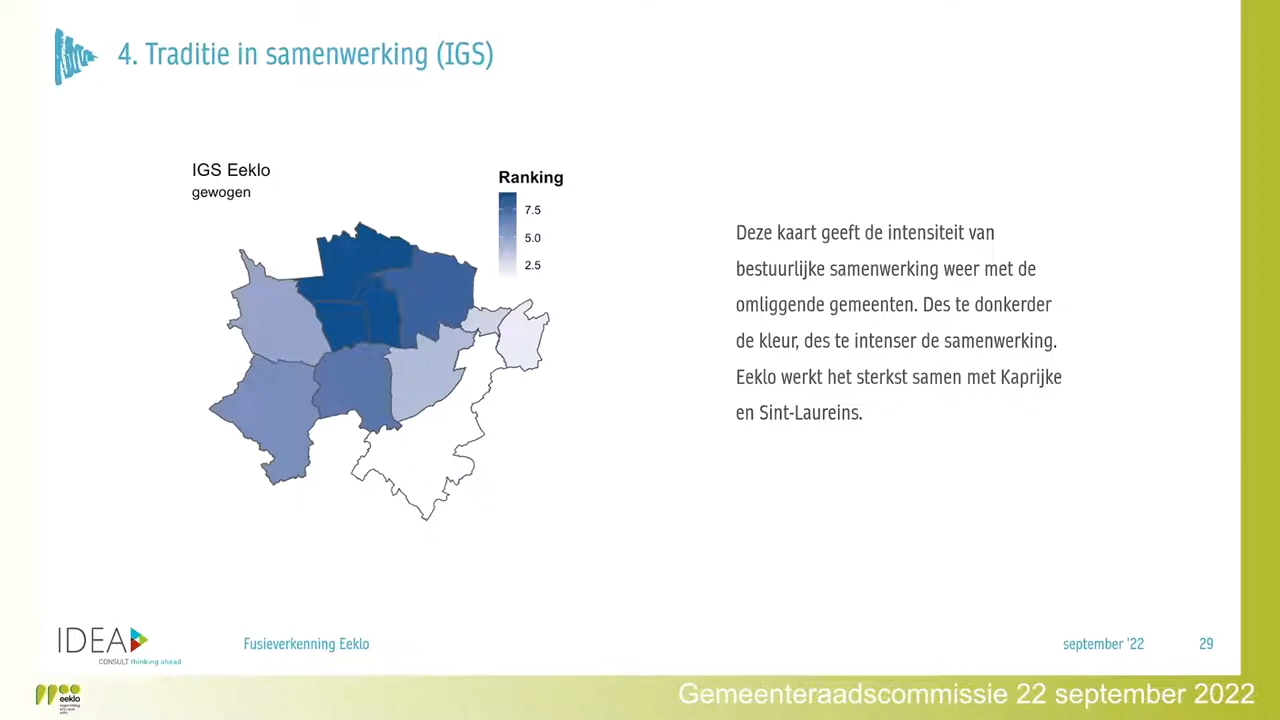 4. Traditie in samenwerking (IGS)
IGS Eeklo
gewogen
Ranking
7.5
5.0
2.5
Deze kaart geeft de intensiteit van
bestuurlijke samenwerking weer met de
omliggende gemeenten. Des te donkerder
de kleur, des te intenser de samenwerking.
Eeklo werkt het sterkst samen met Kaprijke
en Sint-Laureins.
IDEA
CONSULT thinking ahead
Fusieverkenning Eeklo
september '22
29
eeklo
Gemeenteraadscommissie 22 september 2022